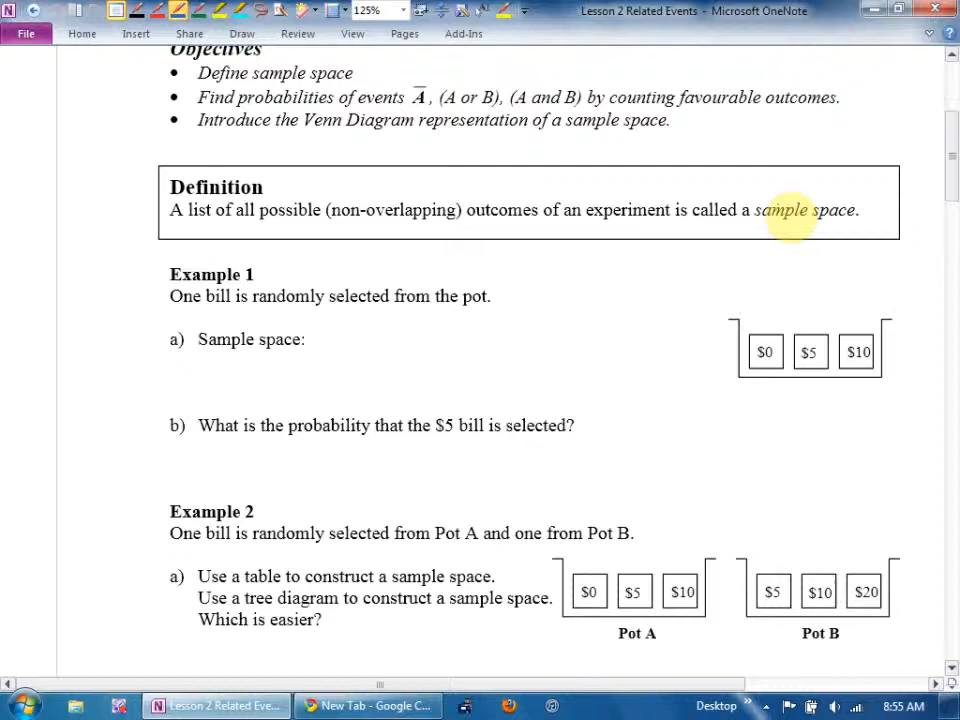 125%
Lesson 2 Related Events - Microsoft OneNote
File Home Insert Share Draw Review View Pages Add-Ins
Objectives
• Define sample space
• Find probabilities of events A̅, (A or B), (A and B) by counting favourable outcomes.
• Introduce the Venn Diagram representation of a sample space.
Definition
A list of all possible (non-overlapping) outcomes of an experiment is called a sample space.
Example 1
One bill is randomly selected from the pot.
a) Sample space:
$0 $5 $10
b) What is the probability that the $5 bill is selected?
Example 2
One bill is randomly selected from Pot A and one from Pot B.
a) Use a table to construct a sample space.
Use a tree diagram to construct a sample space.
Which is easier?
$0 $5 $10
Pot A
$5 $10 $20
Pot B
Lesson 2 Related Eve...
New Tab - Google C...
Desktop
8:55 AM